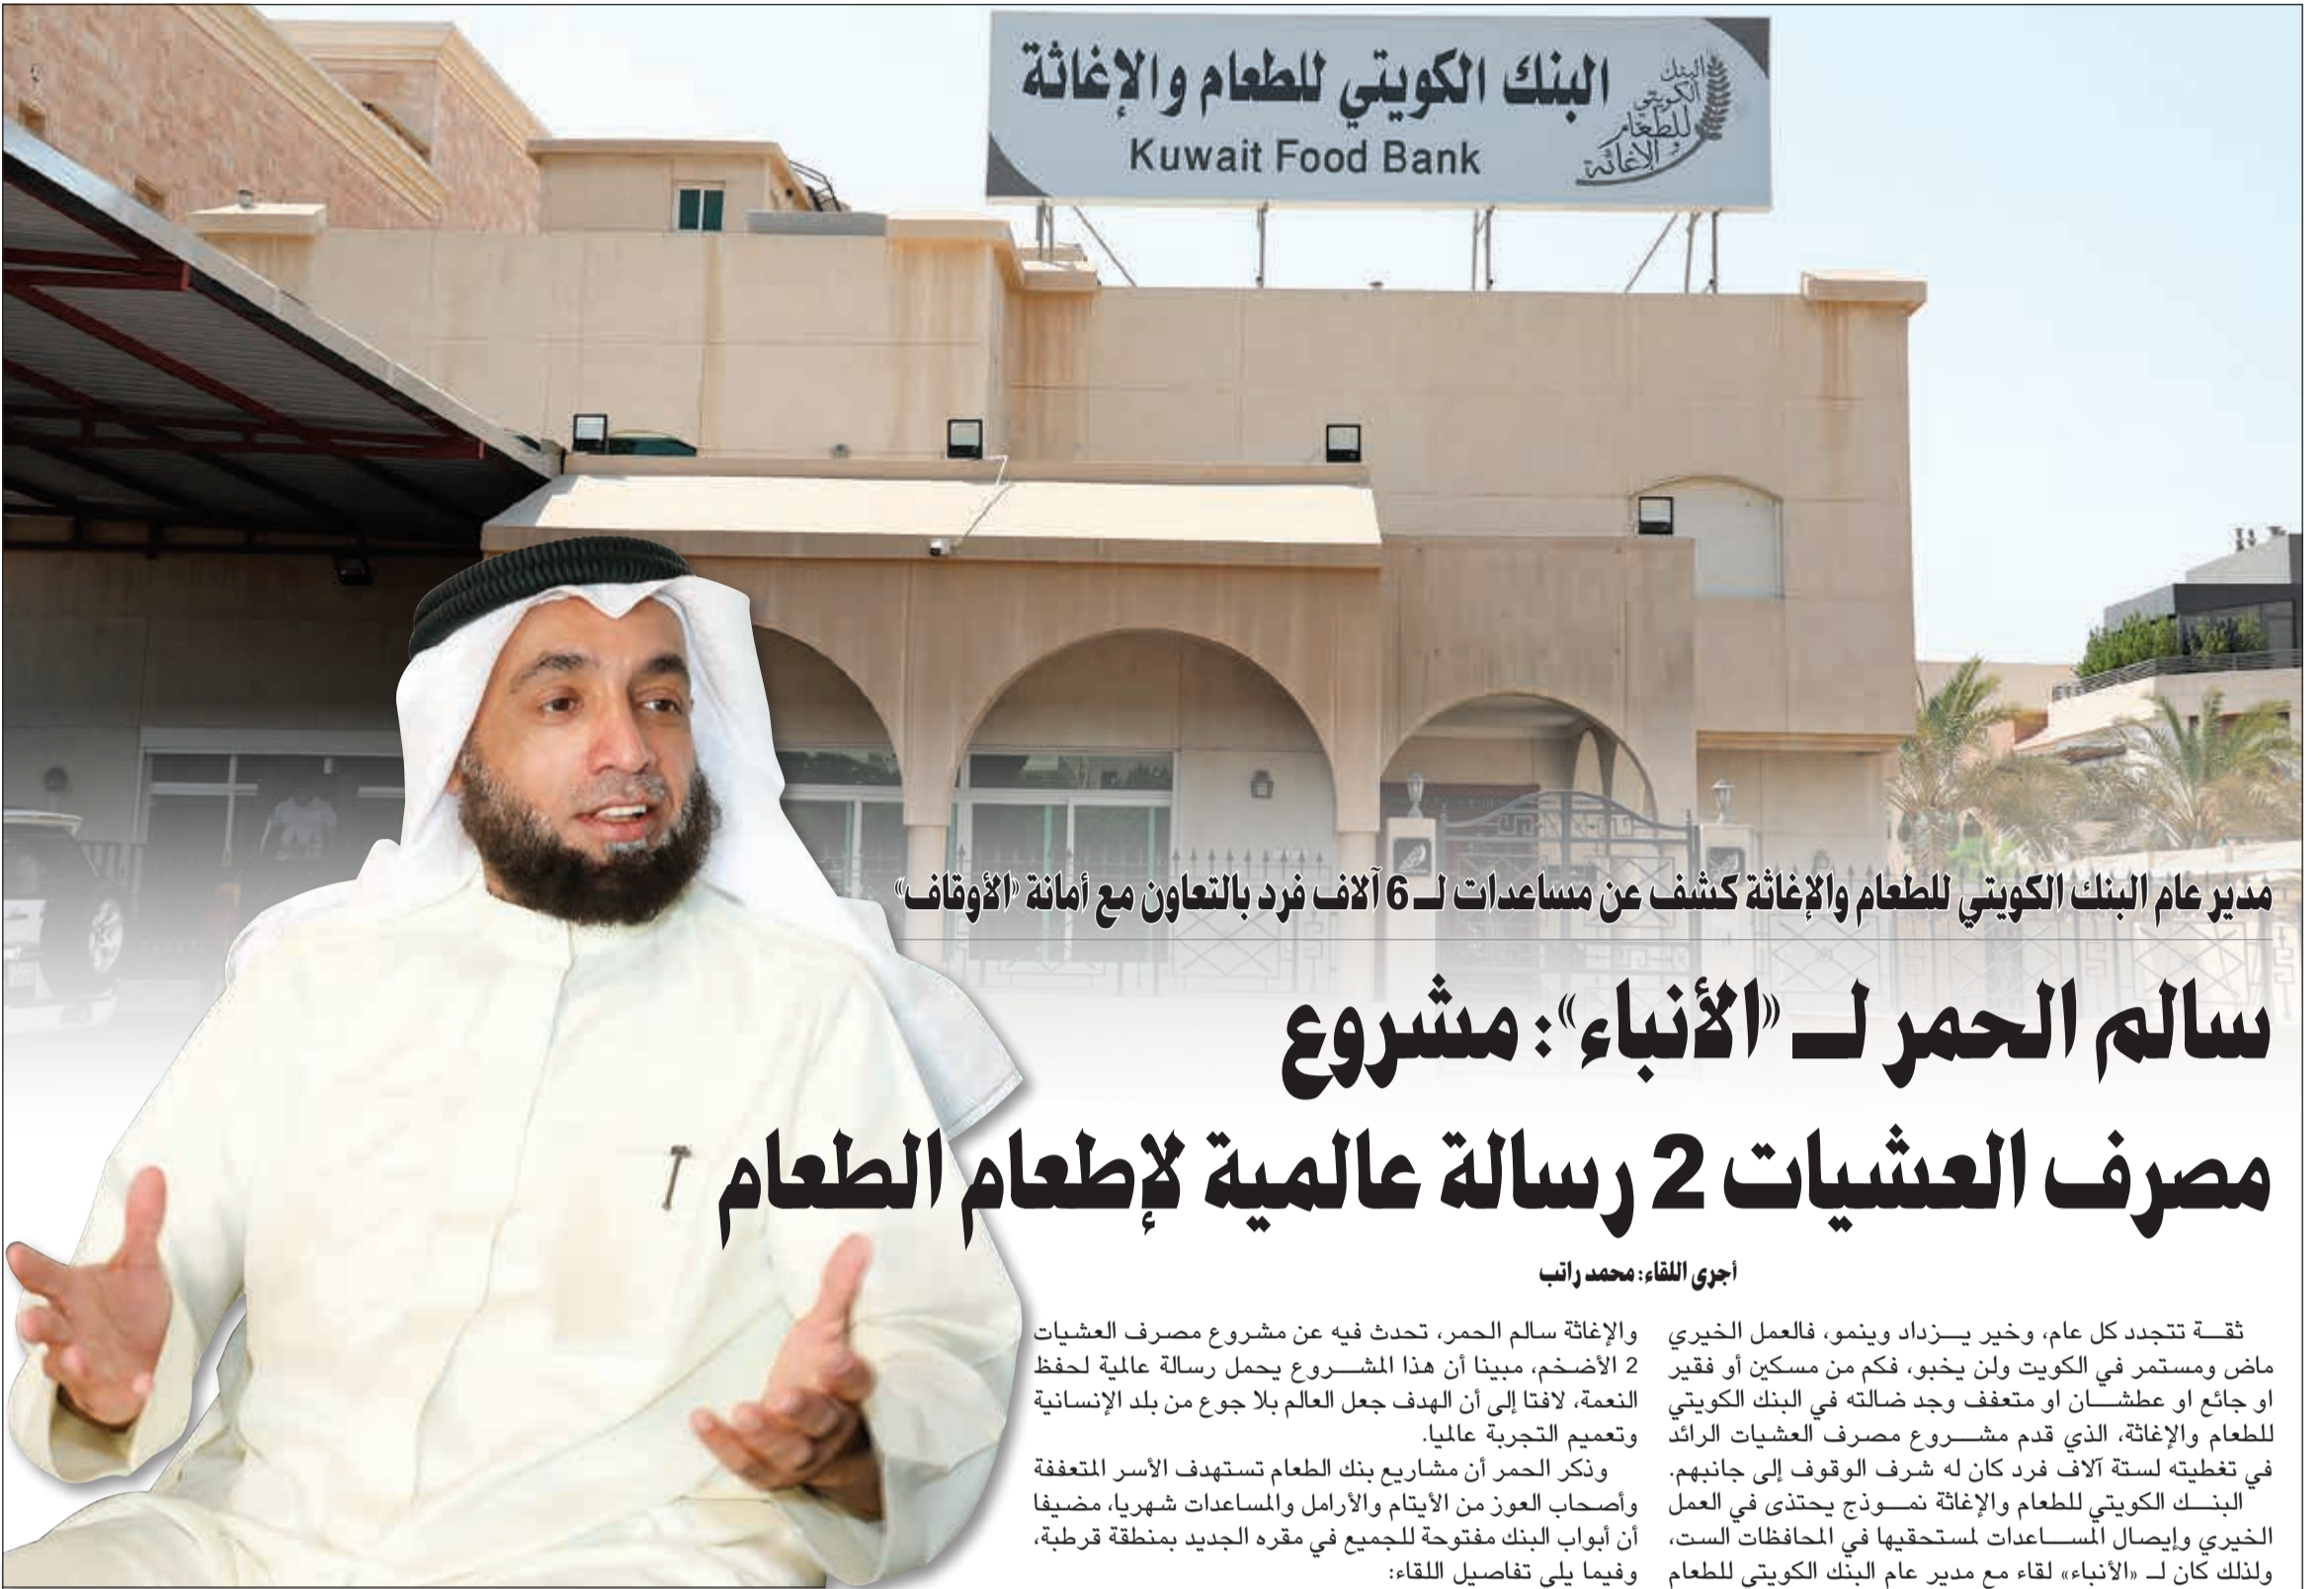 البنك الكويتي للطعام والإغاثة
Kuwait Food Bank
البنك
الكويتي
للطعام
و الإغاثة
مدير عام البنك الكويتي للطعام والإغاثة كشف عن مساعدات لـ 6 آلاف فرد بالتعاون مع أمانة «الأوقاف»
سالم الحمر لـ «الأنباء»: مشروع
مصرف العشيات 2 رسالة عالمية لإطعام الطعام
أجرى اللقاء: محمد راتب
ثقة تتجدد كل عام، وخير يزداد وينمو، فالعمل الخيري
ماض ومستمر في الكويت ولن يخبو، فكم من مسكين أو فقير
او جائع او عطشان او متعفف وجد ضالته في البنك الكويتي
للطعام والإغاثة، الذي قدم مشروع مصرف العشيات الرائد
في تغطيته لستة آلاف فرد كان له شرف الوقوف إلى جانبهم.
البنك الكويتي للطعام والإغاثة نموذج يحتذى في العمل
الخيري وإيصال المساعدات لمستحقيها في المحافظات الست،
ولذلك كان لـ «الأنباء» لقاء مع مدير عام البنك الكويتي للطعام
والإغاثة سالم الحمر، تحدث فيه عن مشروع مصرف العشيات
2 الأضخم، مبينا أن هذا المشروع يحمل رسالة عالمية لحفظ
النعمة، لافتا إلى أن الهدف جعل العالم بلا جوع من بلد الإنسانية
وتعميم التجربة عالميا.
وذكر الحمر أن مشاريع بنك الطعام تستهدف الأسر المتعففة
وأصحاب العوز من الأيتام والأرامل والمساعدات شهريا، مضيفا
أن أبواب البنك مفتوحة للجميع في مقره الجديد بمنطقة قرطبة،
وفيما يلي تفاصيل اللقاء: